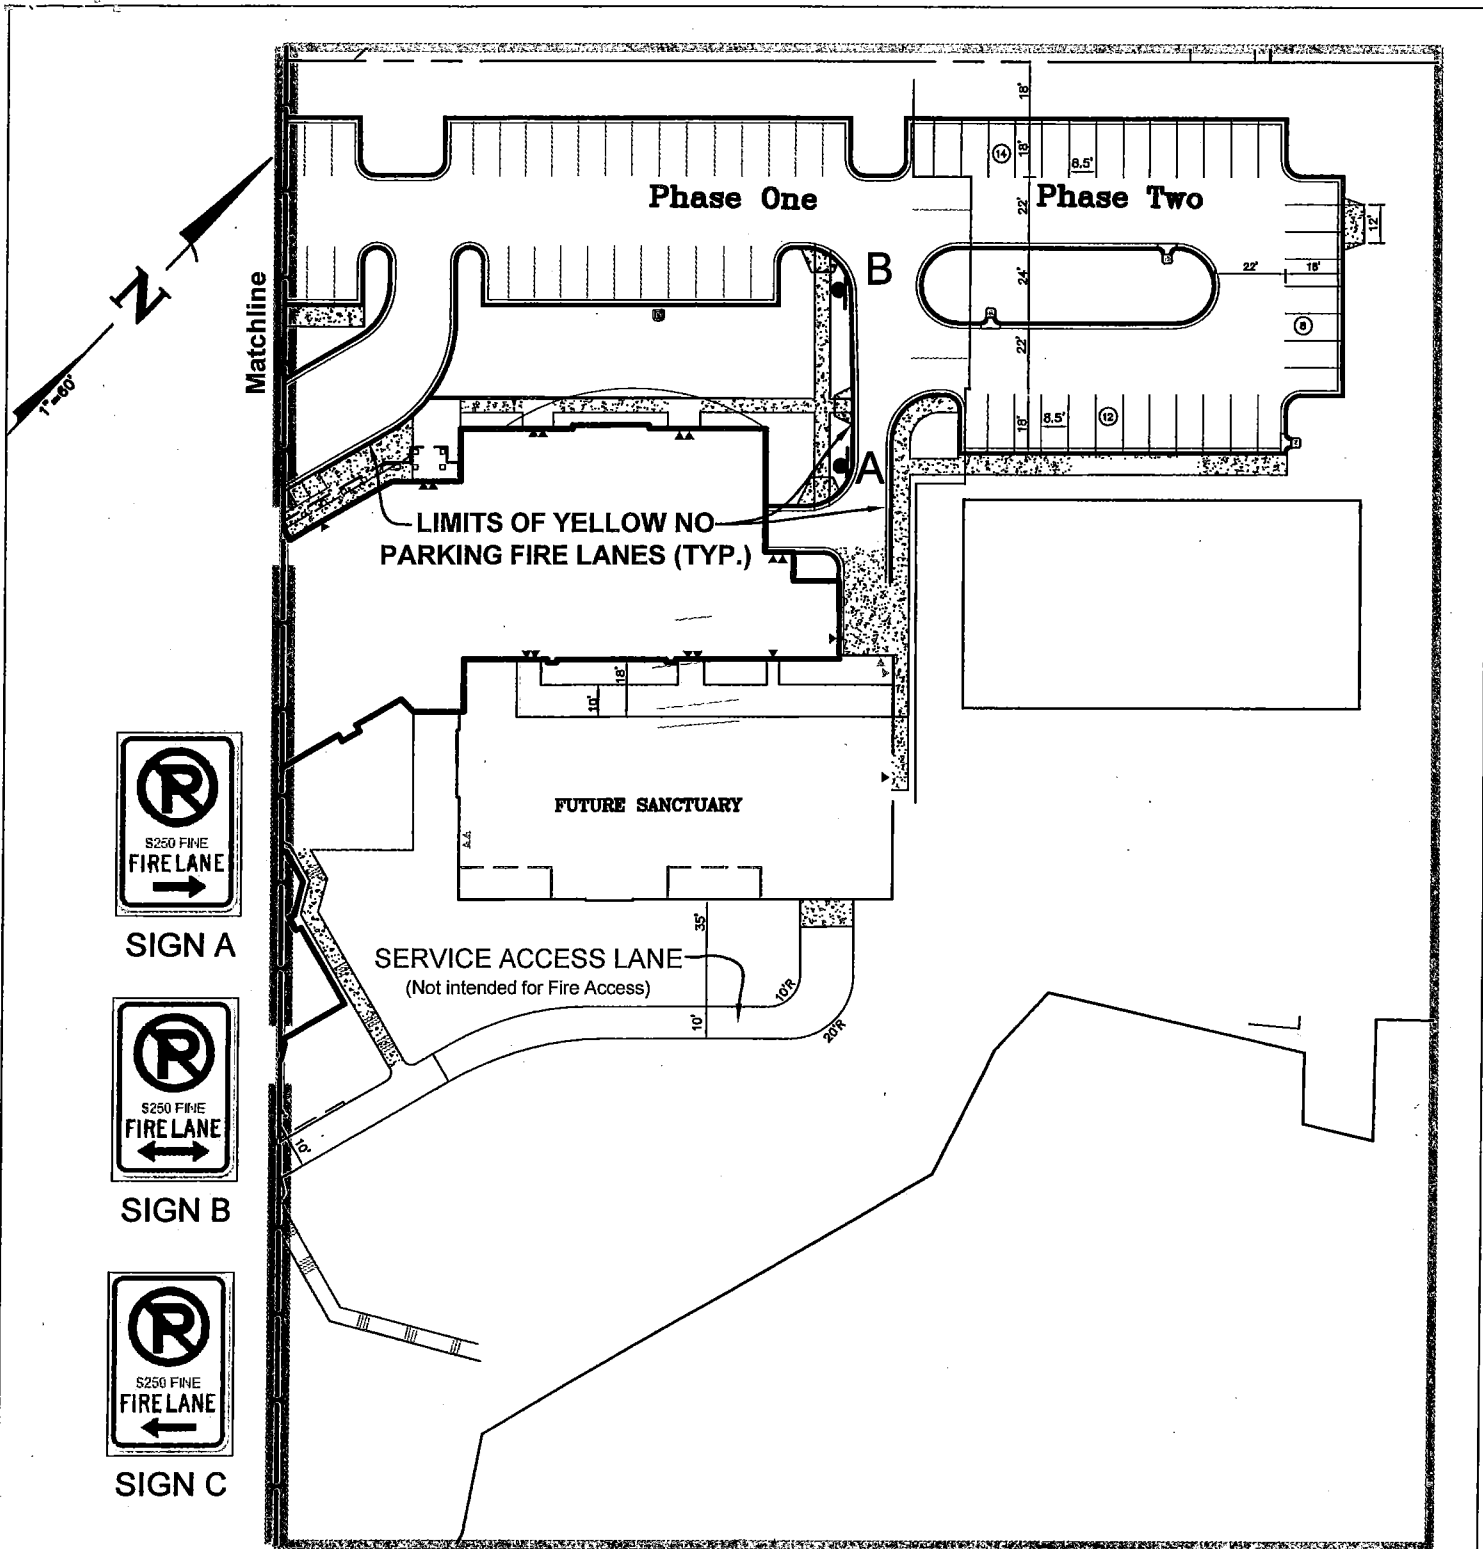 18'
18'
14
8.5'
Phase One
Phase Two
22'
12'
N
1"=60'
Matchline
B
24'
22'
18'
8
22'
18'
8.5'
12
A
LIMITS OF YELLOW NO
PARKING FIRE LANES (TYP.)
18'
10'
FUTURE SANCTUARY
$250 FINE
FIRE LANE
SIGN A
35'
SERVICE ACCESS LANE
(Not intended for Fire Access)
10'R
10'
20'R
10'
$250 FINE
FIRE LANE
SIGN B
$250 FINE
FIRE LANE
SIGN C